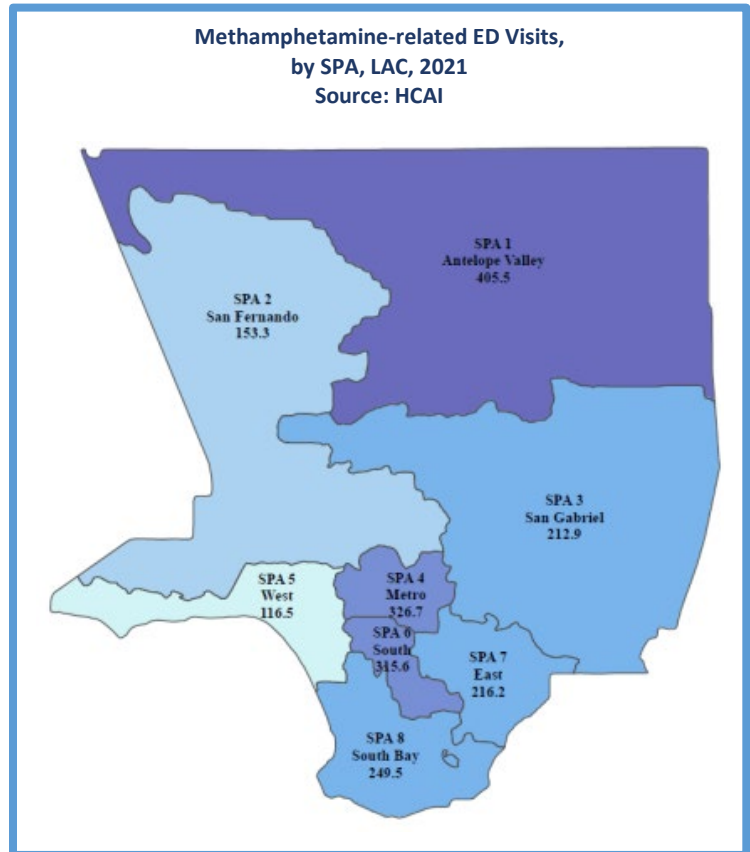 Methamphetamine-related ED Visits,
by SPA, LAC, 2021
Source: HCAI
SPA 1
Antelope Valley
405.5
SPA 2
San Fernando
153.3
SPA 3
San Gabriel
212.9
SPA 4
Metro
326.7
SPA 5
West
116.5
SPA 6
South
315.6
SPA 7
East
216.2
SPA 8
South Bay
249.5